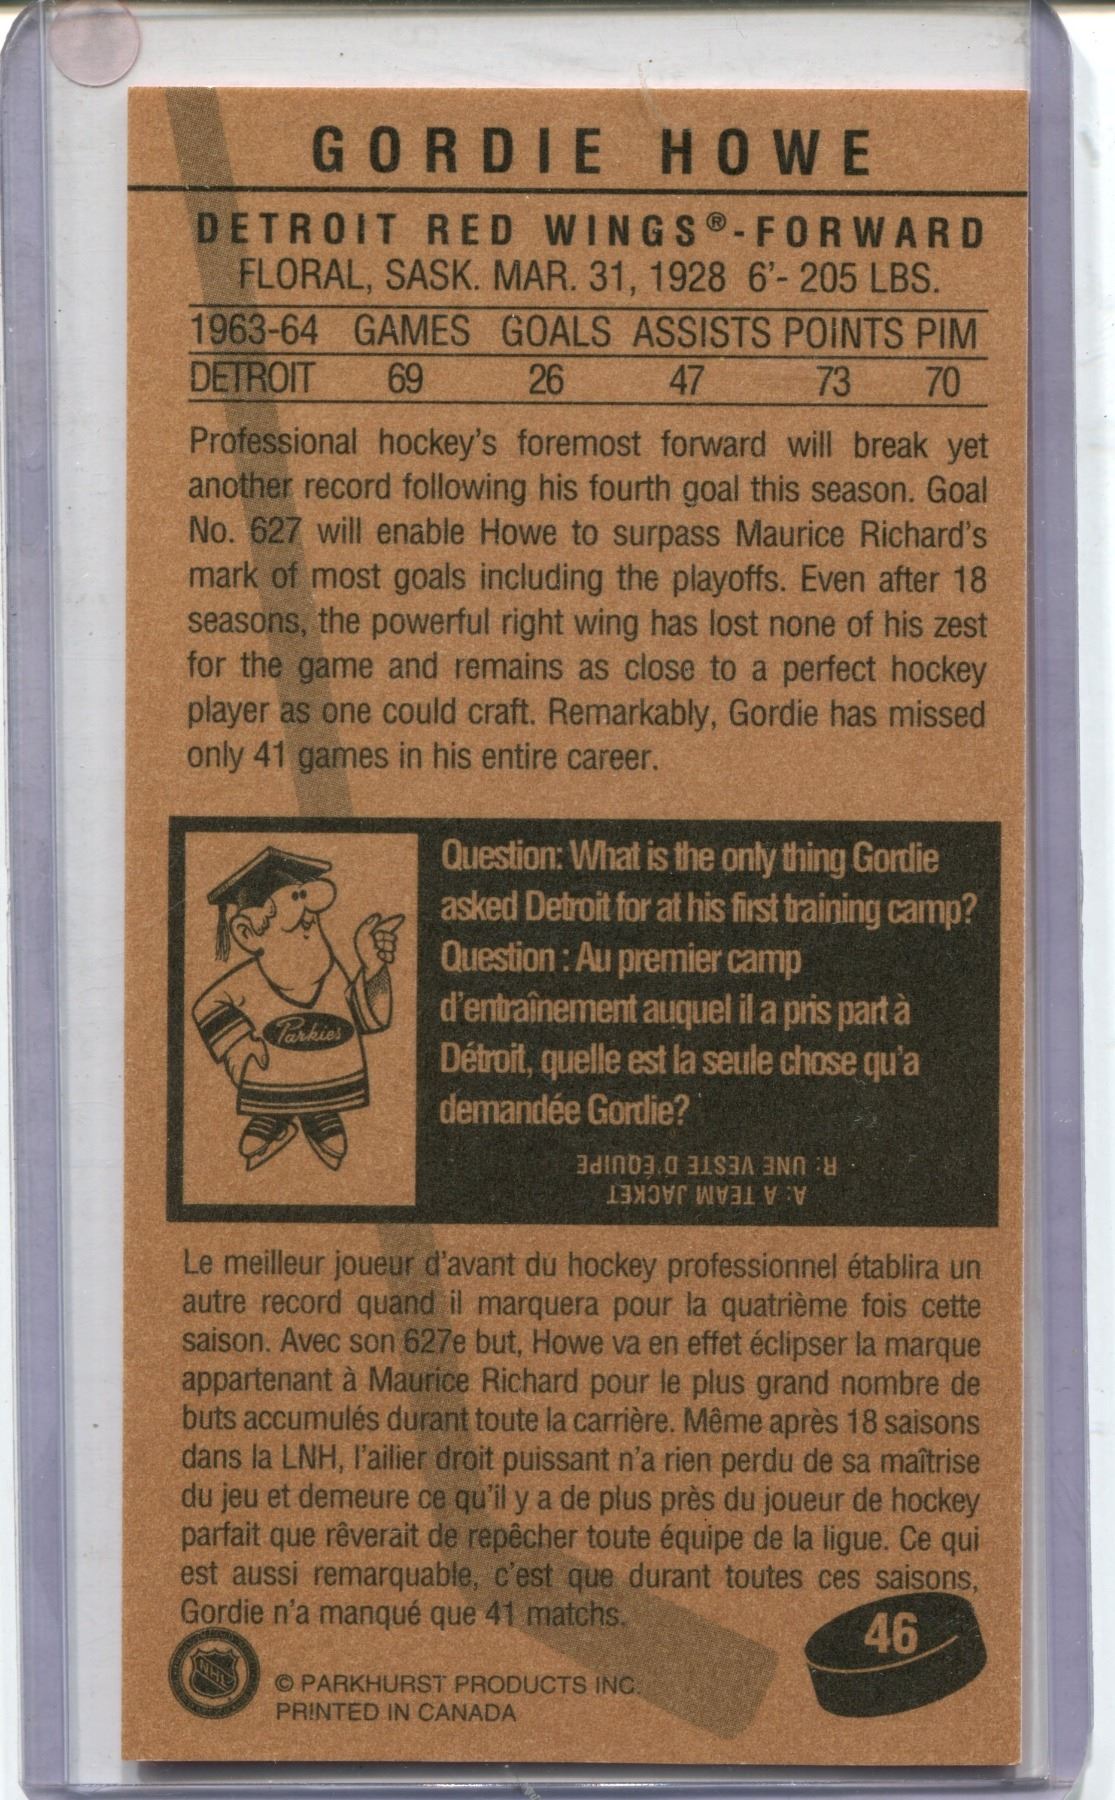 GORDIE HOWE
DETROIT RED WINGS®-FORWARD
FLORAL, SASK. MAR. 31, 1928 6'- 205 LBS.
1963-64 GAMES GOALS ASSISTS POINTS PIM
DETROIT 69 26 47 73 70
Professional hockey's foremost forward will break yet
another record following his fourth goal this season. Goal
No. 627 will enable Howe to surpass Maurice Richard's
mark of most goals including the playoffs. Even after 18
seasons, the powerful right wing has lost none of his zest
for the game and remains as close to a perfect hockey
player as one could craft. Remarkably, Gordie has missed
only 41 games in his entire career.
Question: What is the only thing Gordie
asked Detroit for at his first training camp?
Question : Au premier camp
d'entraînement auquel il a pris part à
Détroit, quelle est la seule chose qu'a
demandée Gordie?
Parkies
A: A TEAM JACKET
R: UNE VESTE D'ÉQUIPE
Le meilleur joueur d'avant du hockey professionnel établira un
autre record quand il marquera pour la quatrième fois cette
saison. Avec son 627e but, Howe va en effet éclipser la marque
appartenant à Maurice Richard pour le plus grand nombre de
buts accumulés durant toute la carrière. Même après 18 saisons
dans la LNH, l'ailier droit puissant n'a rien perdu de sa maîtrise
du jeu et demeure ce qu'il y a de plus près du joueur de hockey
parfait que rêverait de repêcher toute équipe de la ligue. Ce qui
est aussi remarquable, c'est que durant toutes ces saisons,
Gordie n'a manqué que 41 matchs.
46
NHL
© PARKHURST PRODUCTS INC.
PRINTED IN CANADA